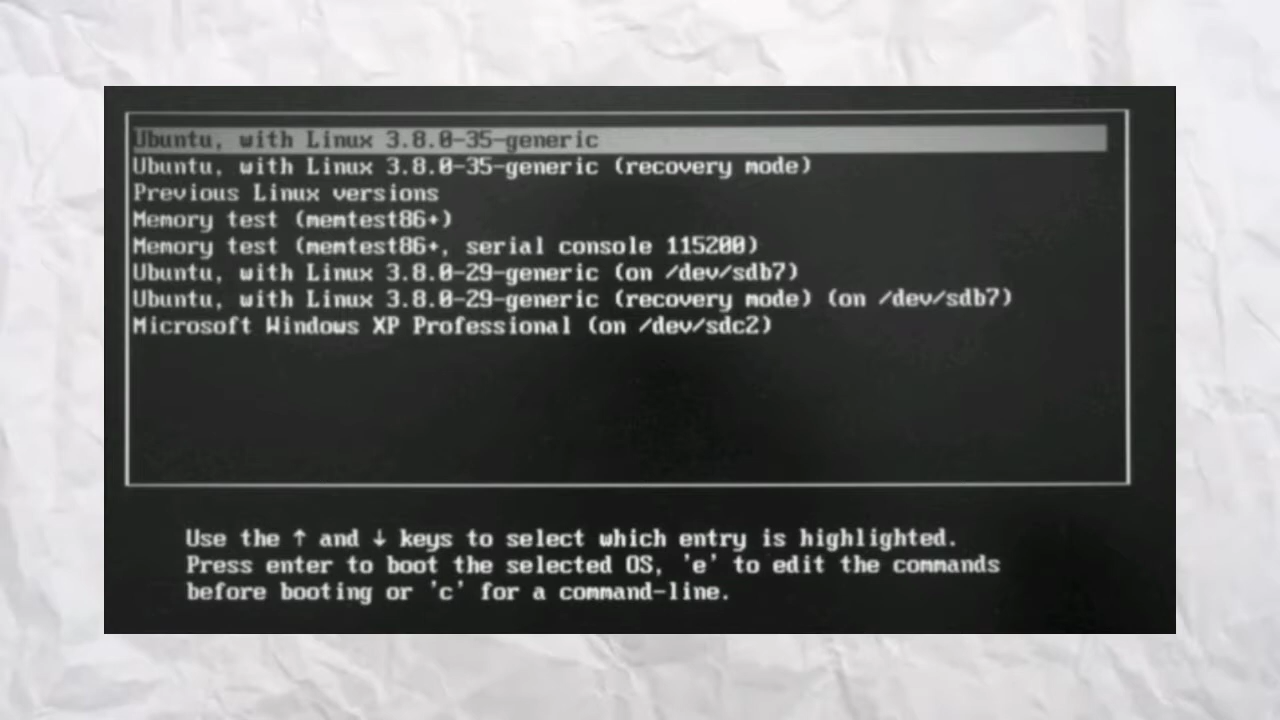 Ubuntu, with Linux 3.8.0-35-generic
Ubuntu, with Linux 3.8.0-35-generic (recovery mode)
Previous Linux versions
Memory test (memtest86+)
Memory test (memtest86+, serial console 115200)
Ubuntu, with Linux 3.8.0-29-generic (on /dev/sdb7)
Ubuntu, with Linux 3.8.0-29-generic (recovery mode) (on /dev/sdb7)
Microsoft Windows XP Professional (on /dev/sdc2)
Use the ↑ and ↓ keys to select which entry is highlighted.
Press enter to boot the selected OS, 'e' to edit the commands
before booting or 'c' for a command-line.